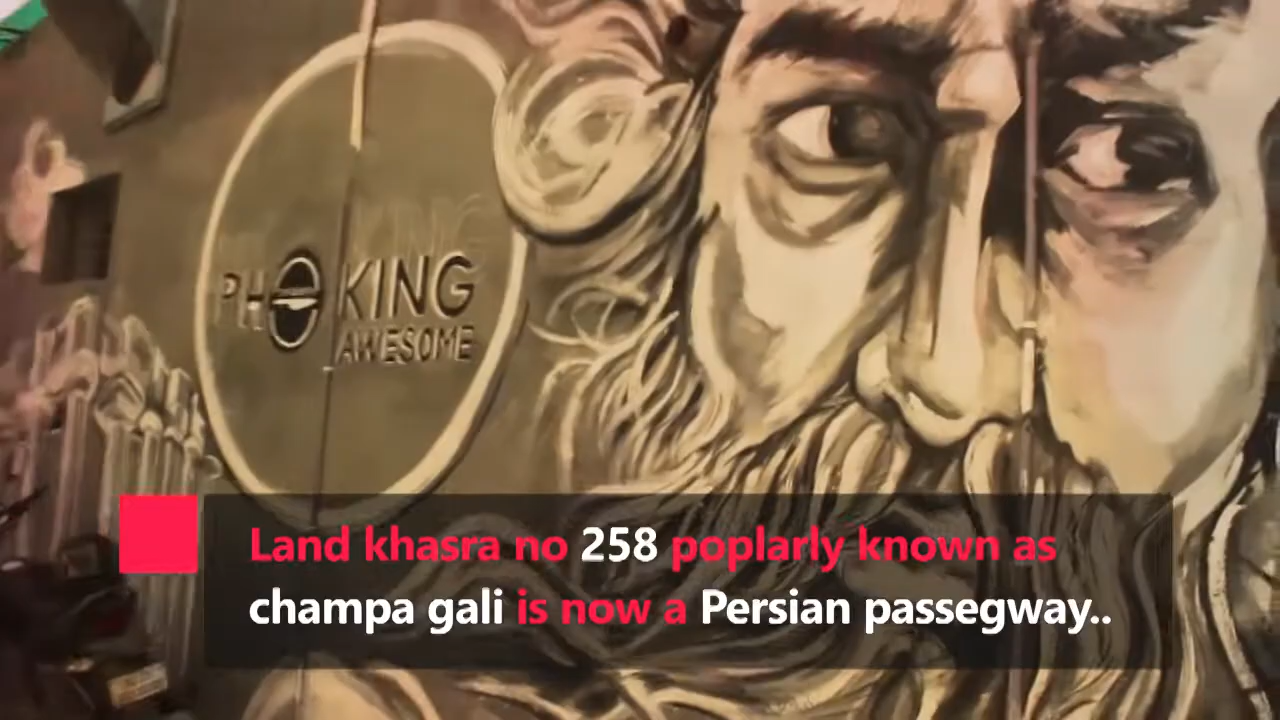 PHO KING
AWESOME
Land khasra no 258 poplarly known as
champa gali is now a Persian passegway..